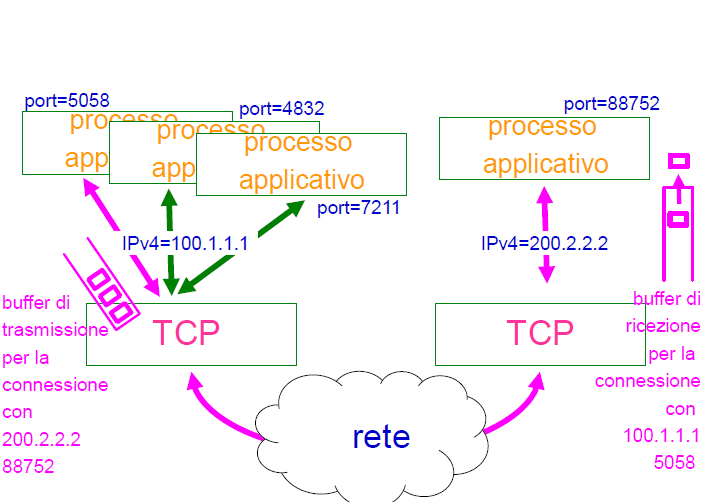 port=5058
port=4832
processo
processo
applicativo
processo
applicativo
port=7211
port=88752
processo
applicativo
IPv4=100.1.1.1
IPv4=200.2.2.2
buffer di
trasmissione
per la
connessione
con
200.2.2.2
88752
TCP
TCP
buffer di
ricezione
per la
connessione
con
100.1.1.1
5058
rete